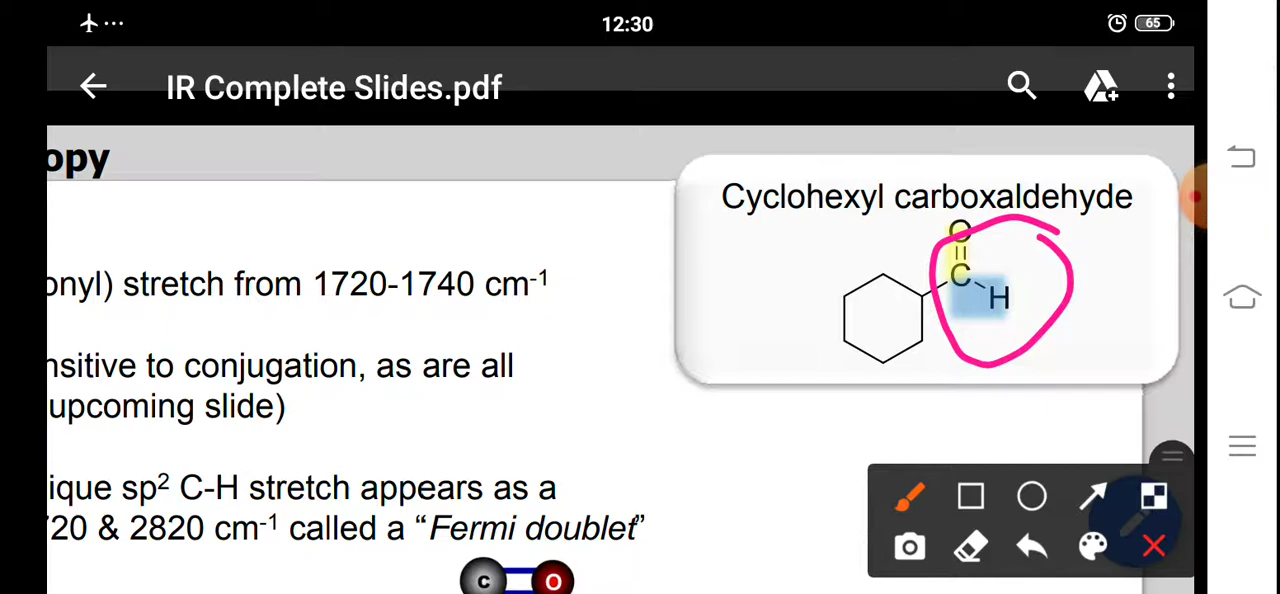 12:30
65
IR Complete Slides.pdf
opy
Cyclohexyl carboxaldehyde
O
C
H
onyl) stretch from 1720-1740 cm⁻¹
nsitive to conjugation, as are all
upcoming slide)
ique sp² C-H stretch appears as a
720 & 2820 cm⁻¹ called a “Fermi doublet”
C O